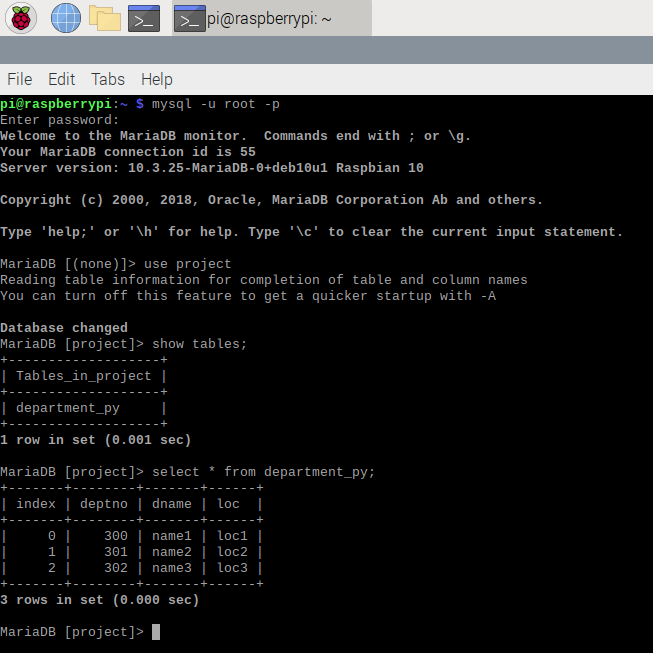 pi@raspberrypi: ~
File Edit Tabs Help
pi@raspberrypi:~ $ mysql -u root -p
Enter password:
Welcome to the MariaDB monitor.  Commands end with ; or \g.
Your MariaDB connection id is 55
Server version: 10.3.25-MariaDB-0+deb10u1 Raspbian 10
Copyright (c) 2000, 2018, Oracle, MariaDB Corporation Ab and others.
Type 'help;' or '\h' for help. Type '\c' to clear the current input statement.
MariaDB [(none)]> use project
Reading table information for completion of table and column names
You can turn off this feature to get a quicker startup with -A
Database changed
MariaDB [project]> show tables;
+-------------------+
| Tables_in_project |
+-------------------+
| department_py     |
+-------------------+
1 row in set (0.001 sec)
MariaDB [project]> select * from department_py;
+-------+--------+-------+------+
| index | deptno | dname | loc  |
+-------+--------+-------+------+
|     0 |    300 | name1 | loc1 |
|     1 |    301 | name2 | loc2 |
|     2 |    302 | name3 | loc3 |
+-------+--------+-------+------+
3 rows in set (0.000 sec)
MariaDB [project]>